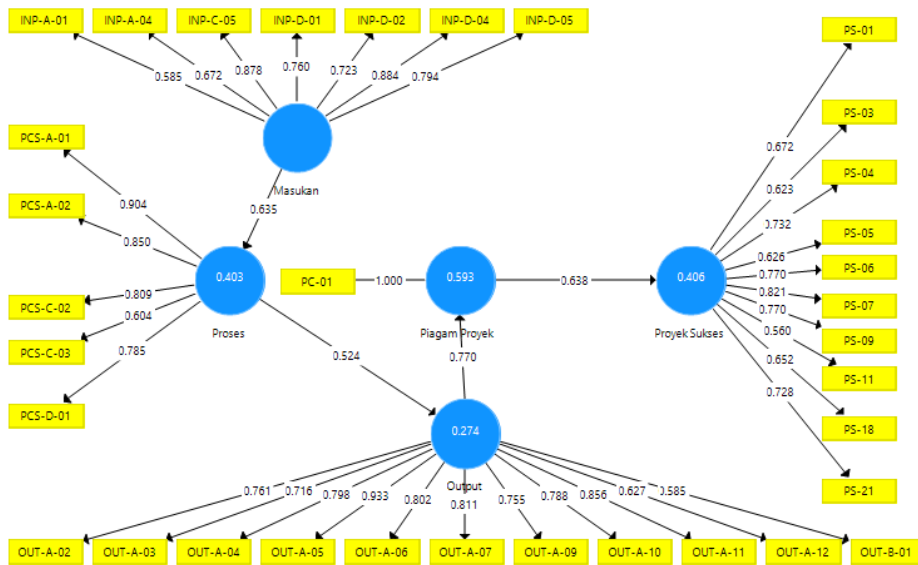 INP-A-01 INP-A-04 INP-C-05 INP-D-01 INP-D-02 INP-D-04 INP-D-05
PS-01
0.585 0.672 0.878 0.760 0.723 0.884 0.794
PS-03
PCS-A-01
0.672
0.623
PS-04
Masukan
0.904
0.635
0.732
PCS-A-02
0.850
PS-05
0.626
PS-06
0.770
0.403
PC-01
1.000
0.593
0.638
0.406
0.821
PS-07
PCS-C-02
0.809
0.770
0.604
Proses
Piagam Proyek
Proyek Sukses
0.560
PS-09
PCS-C-03
0.785
0.524
0.770
0.652
PS-11
0.728
PCS-D-01
PS-18
0.274
Output
0.761 0.716 0.798 0.933 0.802 0.811 0.755 0.788 0.856 0.627 0.585
PS-21
OUT-A-02 OUT-A-03 OUT-A-04 OUT-A-05 OUT-A-06 OUT-A-07 OUT-A-09 OUT-A-10 OUT-A-11 OUT-A-12 OUT-B-01